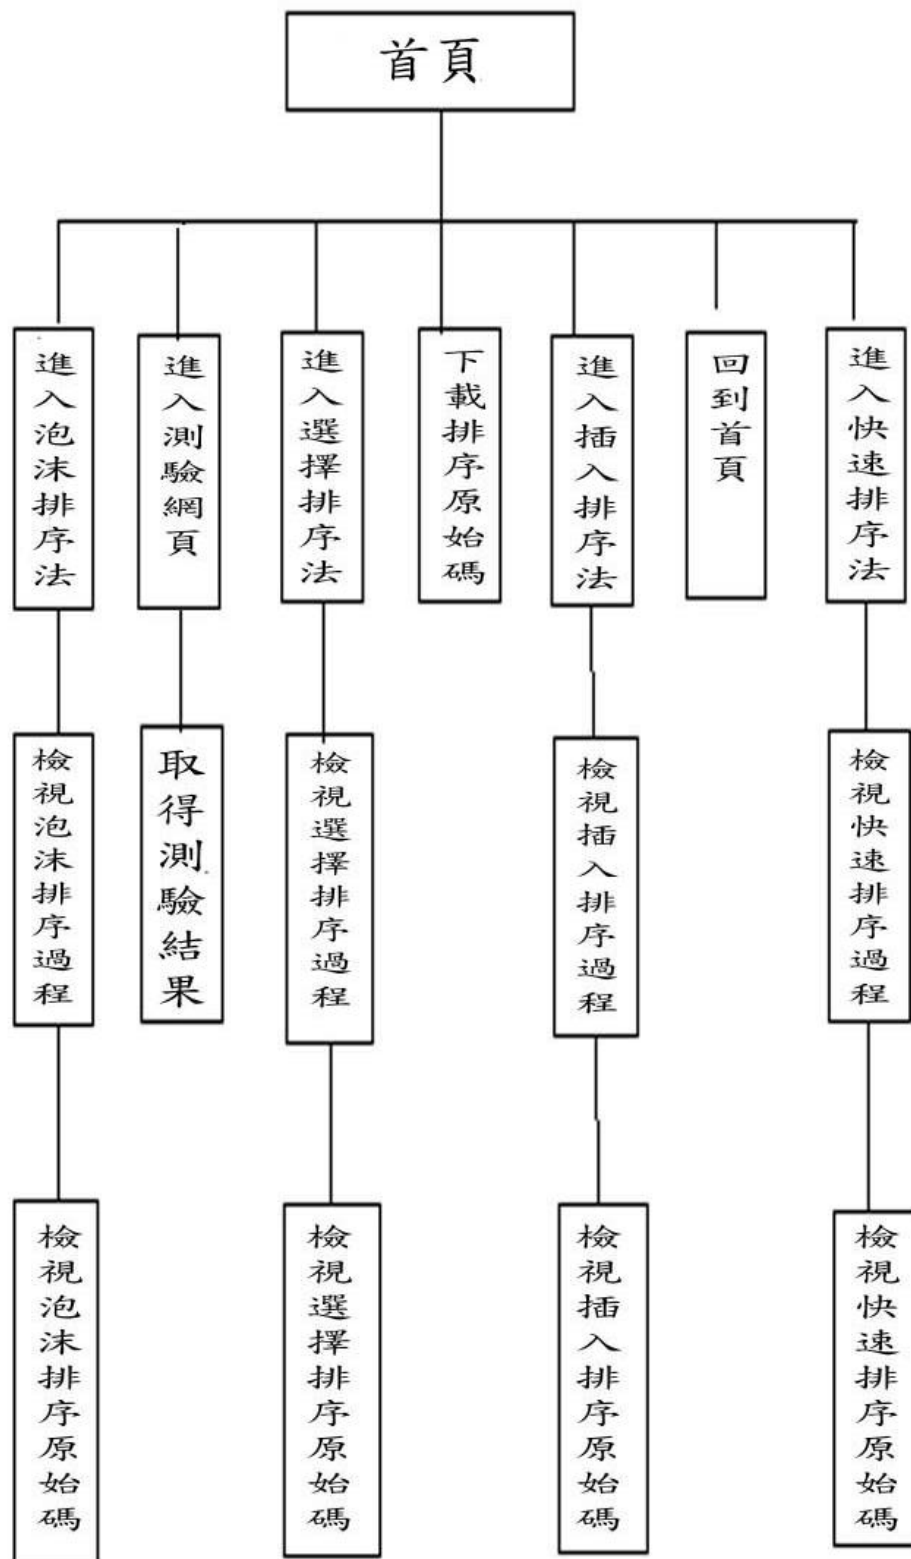 首頁
進入泡沫排序法
進入測驗網頁
進入選擇排序法
下載排序原始碼
進入插入排序法
回到首頁
進入快速排序法
檢視泡沫排序過程
取得測驗結果
檢視選擇排序過程
檢視插入排序過程
檢視快速排序過程
檢視泡沫排序原始碼
檢視選擇排序原始碼
檢視插入排序原始碼
檢視快速排序原始碼